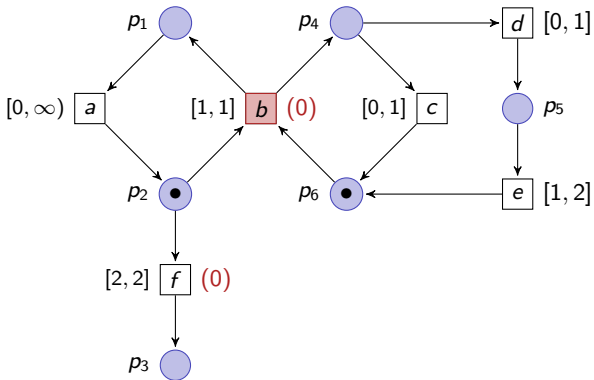 p1 p4 d [0, 1]
[0, ∞) a [1, 1] b (0) [0, 1] c p5
p2 p6 e [1, 2]
[2, 2] f (0)
p3